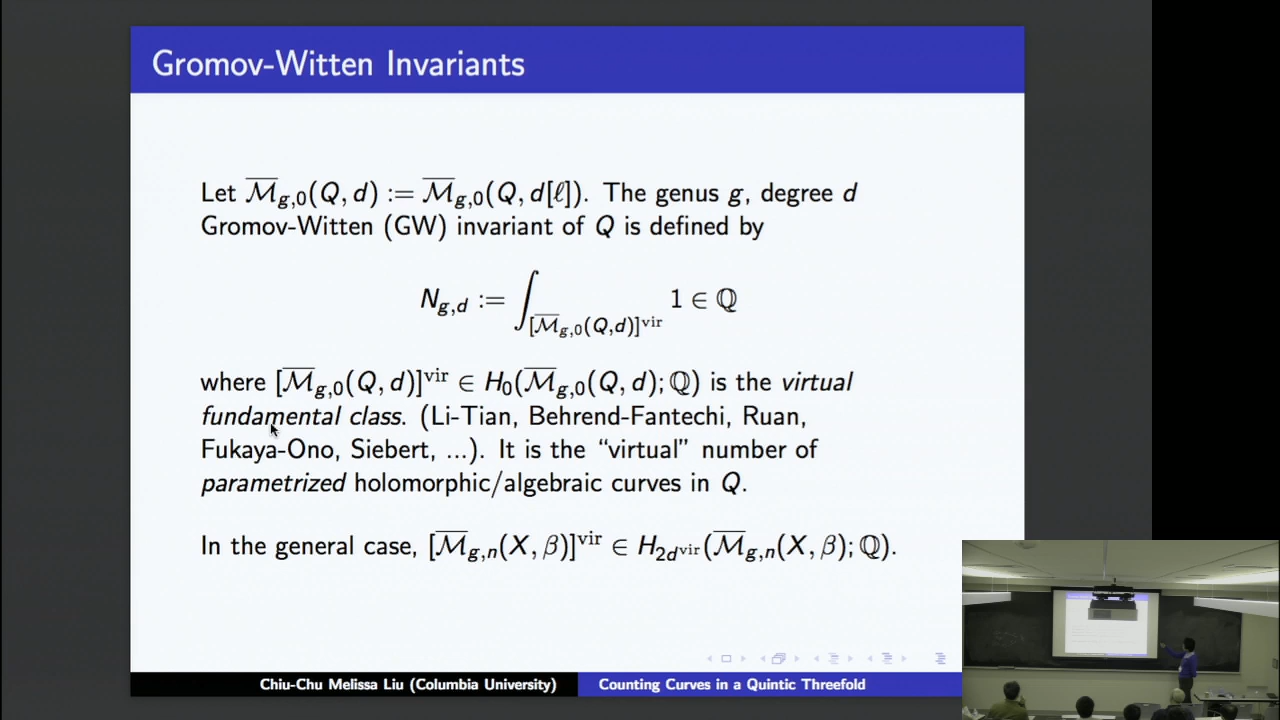 Gromov-Witten Invariants
Let $\overline{\mathcal{M}}_{g,0}(Q, d) := \overline{\mathcal{M}}_{g,0}(Q, d[\ell])$. The genus $g$, degree $d$
Gromov-Witten (GW) invariant of $Q$ is defined by
$N_{g,d} := \int_{[\overline{\mathcal{M}}_{g,0}(Q,d)]^{\mathrm{vir}}} 1 \in \mathbb{Q}$
where $[\overline{\mathcal{M}}_{g,0}(Q, d)]^{\mathrm{vir}} \in H_0(\overline{\mathcal{M}}_{g,0}(Q, d); \mathbb{Q})$ is the virtual
fundamental class. (Li-Tian, Behrend-Fantechi, Ruan,
Fukaya-Ono, Siebert, ...). It is the “virtual” number of
parametrized holomorphic/algebraic curves in $Q$.
In the general case, $[\overline{\mathcal{M}}_{g,n}(X, \beta)]^{\mathrm{vir}} \in H_{2d^{\mathrm{vir}}}(\overline{\mathcal{M}}_{g,n}(X, \beta); \mathbb{Q})$.
Chiu-Chu Melissa Liu (Columbia University)
Counting Curves in a Quintic Threefold